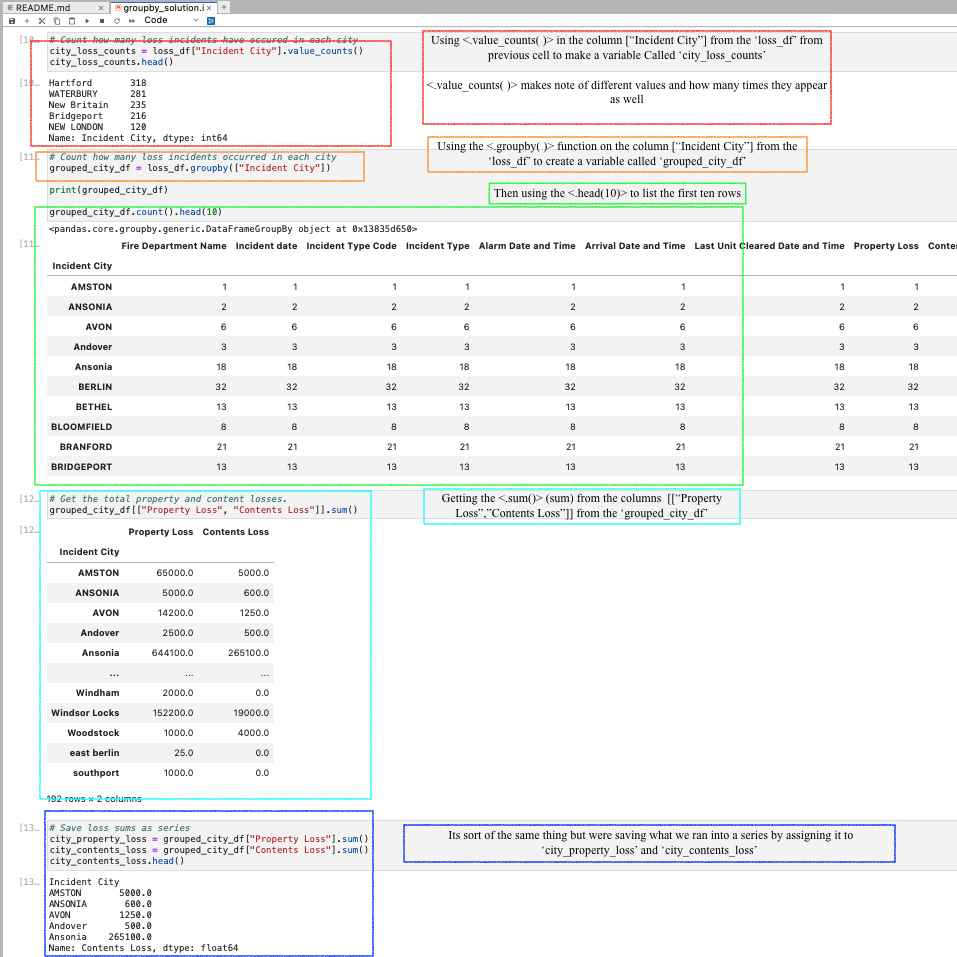 README.md
groupby_solution.i
Code
[10...
# Count how many loss incidents have occured in each city
city_loss_counts = loss_df["Incident City"].value_counts()
city_loss_counts.head()
Using <.value_counts( )> in the column [“Incident City”] from the ‘loss_df’ from
previous cell to make a variable Called ‘city_loss_counts’
<.value_counts( )> makes note of different values and how many times they appear
as well
[10...
Hartford 318
WATERBURY 281
New Britain 235
Bridgeport 216
NEW LONDON 120
Name: Incident City, dtype: int64
Using the <.groupby( )> function on the column [“Incident City”] from the
‘loss_df’ to create a variable called ‘grouped_city_df’
[11...
# Count how many loss incidents occurred in each city
grouped_city_df = loss_df.groupby(["Incident City"])
print(grouped_city_df)
Then using the <.head(10)> to list the first ten rows
grouped_city_df.count().head(10)
<pandas.core.groupby.generic.DataFrameGroupBy object at 0x13835d650>
[11...
Fire Department Name Incident date Incident Type Code Incident Type Alarm Date and Time Arrival Date and Time Last Unit Cleared Date and Time Property Loss Conte
Incident City
AMSTON 1 1 1 1 1 1 1 1
ANSONIA 2 2 2 2 2 2 2 2
AVON 6 6 6 6 6 6 6 6
Andover 3 3 3 3 3 3 3 3
Ansonia 18 18 18 18 18 18 18 18
BERLIN 32 32 32 32 32 32 32 32
BETHEL 13 13 13 13 13 13 13 13
BLOOMFIELD 8 8 8 8 8 8 8 8
BRANFORD 21 21 21 21 21 21 21 21
BRIDGEPORT 13 13 13 13 13 13 13 13
[12...
# Get the total property and content losses.
grouped_city_df[["Property Loss", "Contents Loss"]].sum()
Getting the <.sum()> (sum) from the columns [[“Property
Loss”,”Contents Loss”]] from the ‘grouped_city_df’
[12...
Property Loss Contents Loss
Incident City
AMSTON 65000.0 5000.0
ANSONIA 5000.0 600.0
AVON 14200.0 1250.0
Andover 2500.0 500.0
Ansonia 644100.0 265100.0
... ... ...
Windham 2000.0 0.0
Windsor Locks 152200.0 19000.0
Woodstock 1000.0 4000.0
east berlin 25.0 0.0
southport 1000.0 0.0
192 rows × 2 columns
[13...
# Save loss sums as series
city_property_loss = grouped_city_df["Property Loss"].sum()
city_contents_loss = grouped_city_df["Contents Loss"].sum()
city_contents_loss.head()
Its sort of the same thing but were saving what we ran into a series by assigning it to
‘city_property_loss’ and ‘city_contents_loss’
[13...
Incident City
AMSTON 5000.0
ANSONIA 600.0
AVON 1250.0
Andover 500.0
Ansonia 265100.0
Name: Contents Loss, dtype: float64